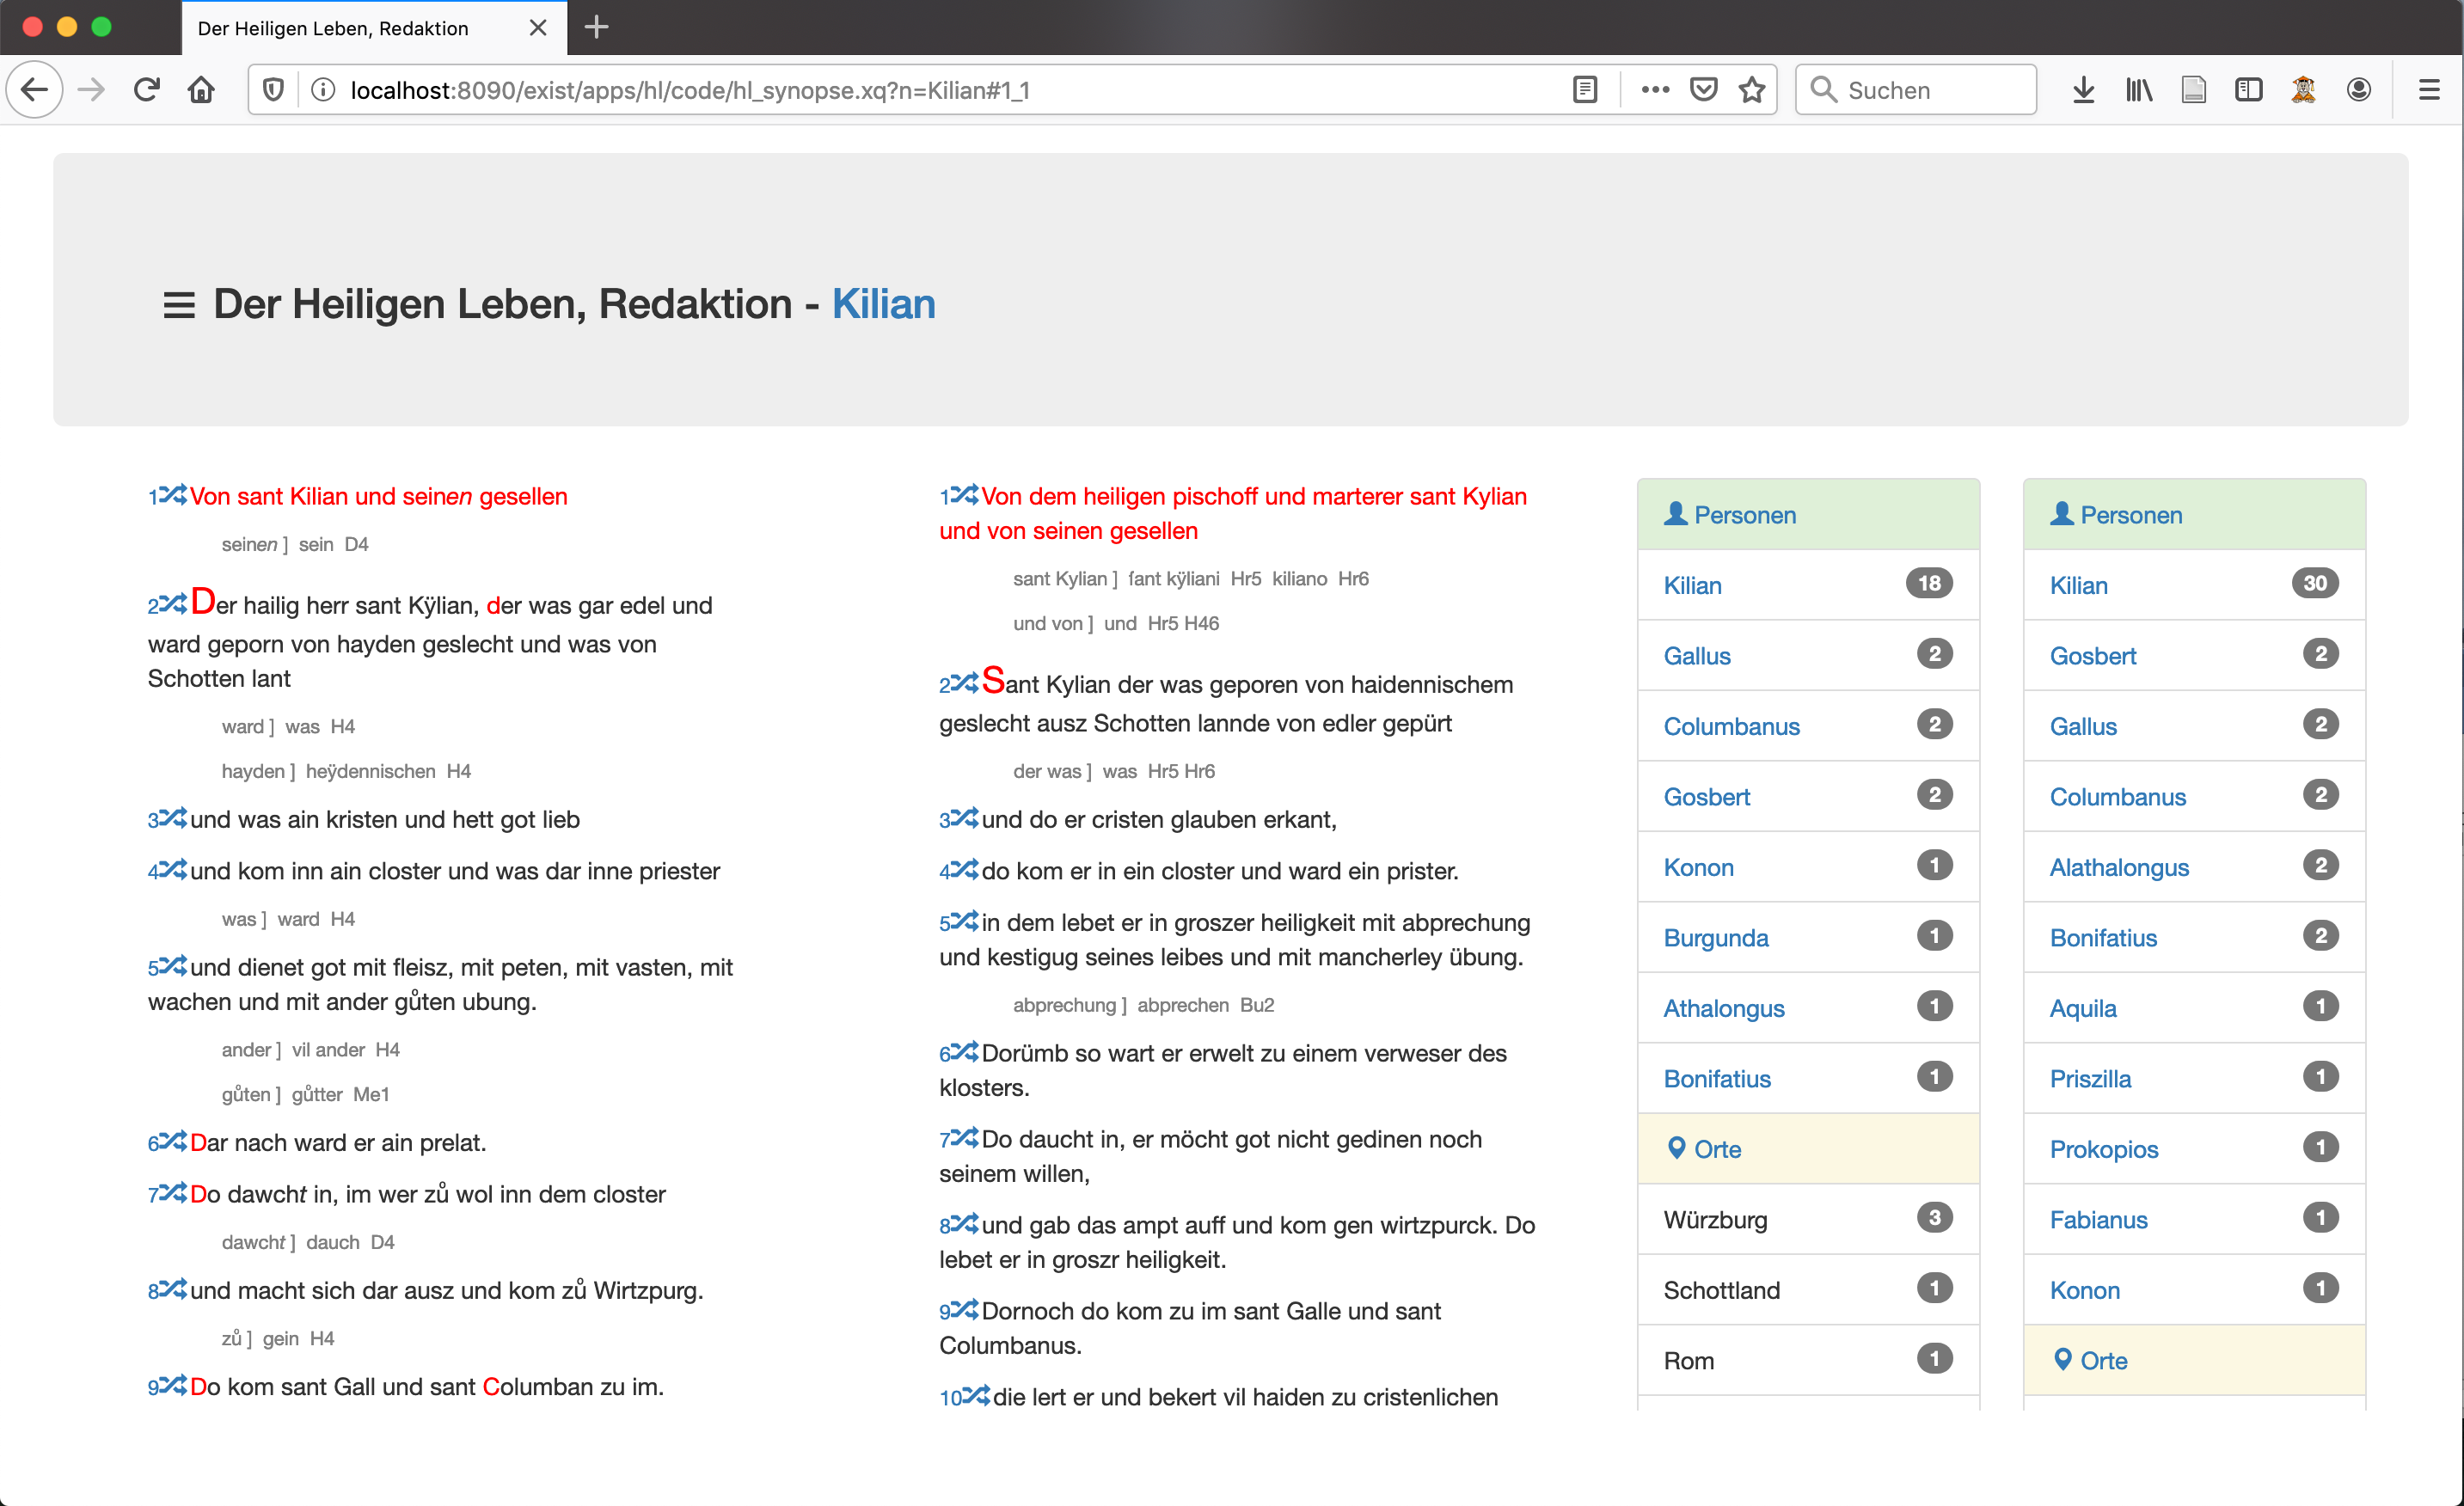 Der Heiligen Leben, Redaktion
localhost:8090/exist/apps/hl/code/hl_synopse.xq?n=Kilian#1_1
Suchen
Der Heiligen Leben, Redaktion - Kilian
1 Von sant Kilian und seinen gesellen
seinen ] sein D4
2 Der hailig herr sant Kÿlian, der was gar edel und
ward geporn von hayden geslecht und was von
Schotten lant
ward ] was H4
hayden ] heÿdennischen H4
3 und was ain kristen und hett got lieb
4 und kom inn ain closter und was dar inne priester
was ] ward H4
5 und dienet got mit fleisz, mit peten, mit vasten, mit
wachen und mit ander gůten ubung.
ander ] vil ander H4
gůten ] gůtter Me1
6 Dar nach ward er ain prelat.
7 Do dawcht in, im wer zů wol inn dem closter
dawcht ] dauch D4
8 und macht sich dar ausz und kom zů Wirtzpurg.
zů ] gein H4
9 Do kom sant Gall und sant Columban zu im.
1 Von dem heiligen pischoff und marterer sant Kylian
und von seinen gesellen
sant Kylian ] ſant kÿliani Hr5 kiliano Hr6
und von ] und Hr5 H46
2 Sant Kylian der was geporen von haidennischem
geslecht ausz Schotten lannde von edler gepürt
der was ] was Hr5 Hr6
3 und do er cristen glauben erkant,
4 do kom er in ein closter und ward ein prister.
5 in dem lebet er in groszer heiligkeit mit abprechung
und kestigug seines leibes und mit mancherley übung.
abprechung ] abprechen Bu2
6 Dorümb so wart er erwelt zu einem verweser des
klosters.
7 Do daucht in, er möcht got nicht gedinen noch
seinem willen,
8 und gab das ampt auff und kom gen wirtzpurck. Do
lebet er in groszr heiligkeit.
9 Dornoch do kom zu im sant Galle und sant
Columbanus.
10 die lert er und bekert vil haiden zu cristenlichen
Personen
Kilian 18
Gallus 2
Columbanus 2
Gosbert 2
Konon 1
Burgunda 1
Athalongus 1
Bonifatius 1
Orte
Würzburg 3
Schottland 1
Rom 1
Personen
Kilian 30
Gosbert 2
Gallus 2
Columbanus 2
Alathalongus 2
Bonifatius 2
Aquila 1
Priszilla 1
Prokopios 1
Fabianus 1
Konon 1
Orte